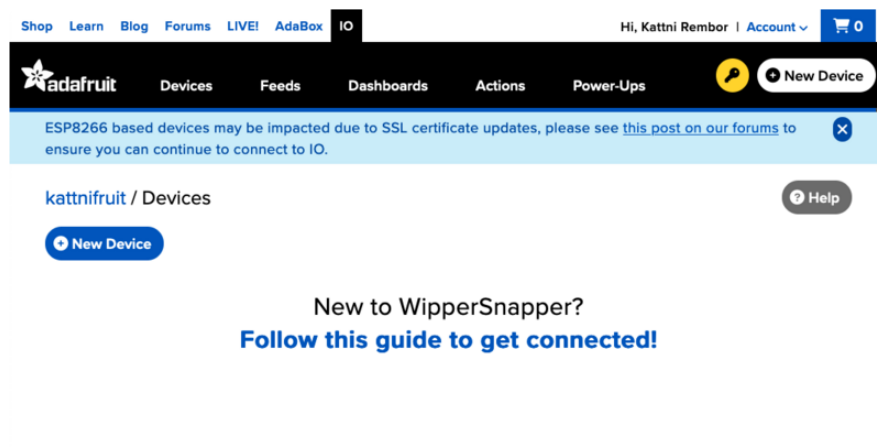 Shop Learn Blog Forums LIVE! AdaBox IO Hi, Kattni Rembor | Account 0
adafruit Devices Feeds Dashboards Actions Power-Ups New Device
ESP8266 based devices may be impacted due to SSL certificate updates, please see this post on our forums to
ensure you can continue to connect to IO.
kattnifruit / Devices ? Help
New Device
New to WipperSnapper?
Follow this guide to get connected!